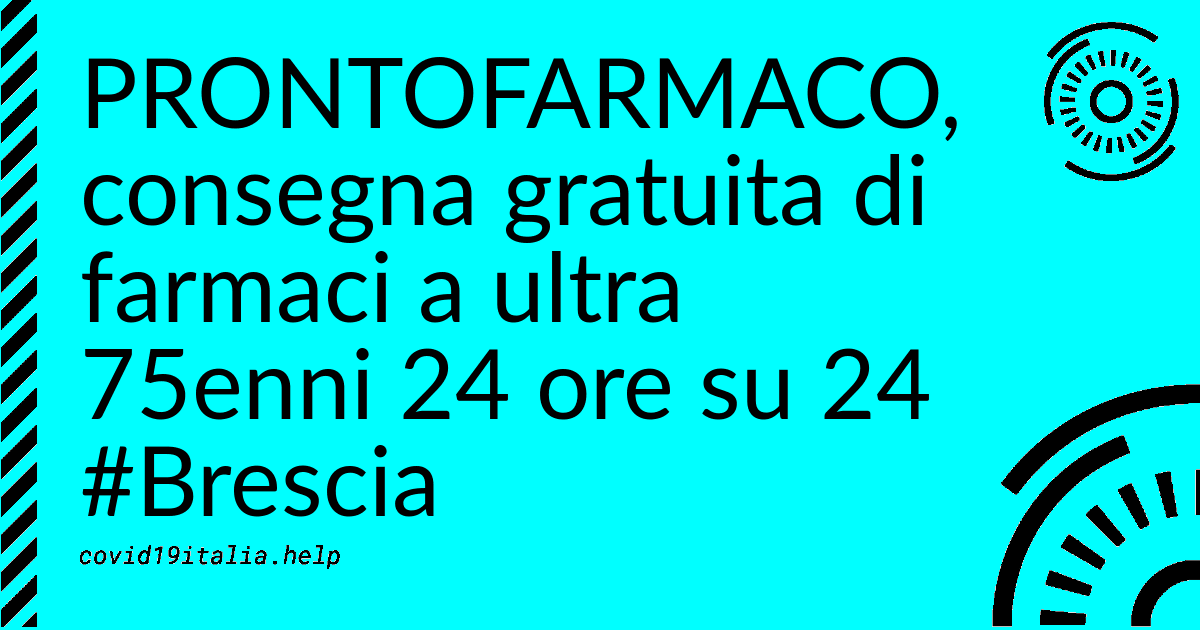 PRONTOFARMACO,
consegna gratuita di
farmaci a ultra
75enni 24 ore su 24
#Brescia
covid19italia.help